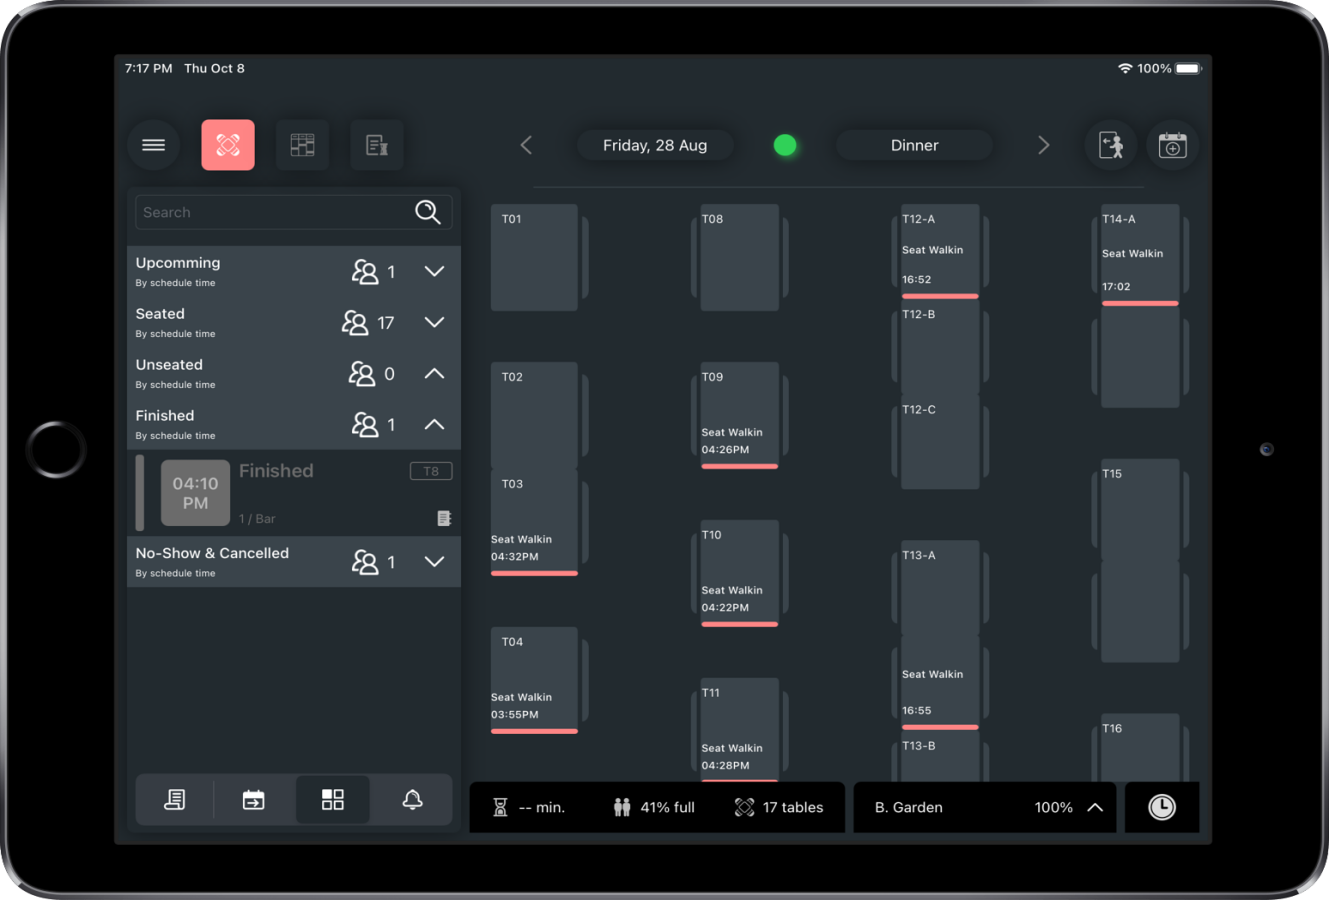 7:17 PM Thu Oct 8
100%
Friday, 28 Aug
Dinner
Search
Upcomming
By schedule time
1
Seated
By schedule time
17
Unseated
By schedule time
0
Finished
By schedule time
1
04:10
PM
Finished
T8
1 / Bar
No-Show & Cancelled
By schedule time
1
T01
T02
T03
Seat Walkin
04:32PM
T04
Seat Walkin
03:55PM
T08
T09
Seat Walkin
04:26PM
T10
Seat Walkin
04:22PM
T11
Seat Walkin
04:28PM
T12-A
Seat Walkin
16:52
T12-B
T12-C
T13-A
Seat Walkin
16:55
T13-B
T14-A
Seat Walkin
17:02
T15
T16
-- min.
41% full
17 tables
B. Garden
100%